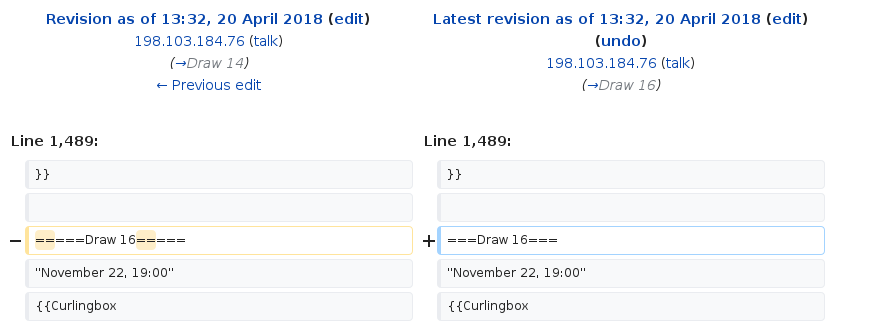 Revision as of 13:32, 20 April 2018 (edit)
198.103.184.76 (talk)
(→Draw 14)
← Previous edit
Latest revision as of 13:32, 20 April 2018 (edit)
(undo)
198.103.184.76 (talk)
(→Draw 16)
Line 1,489:
Line 1,489:
}}
}}
− =====Draw 16=====
+ ===Draw 16===
"November 22, 19:00"
"November 22, 19:00"
{{Curlingbox
{{Curlingbox